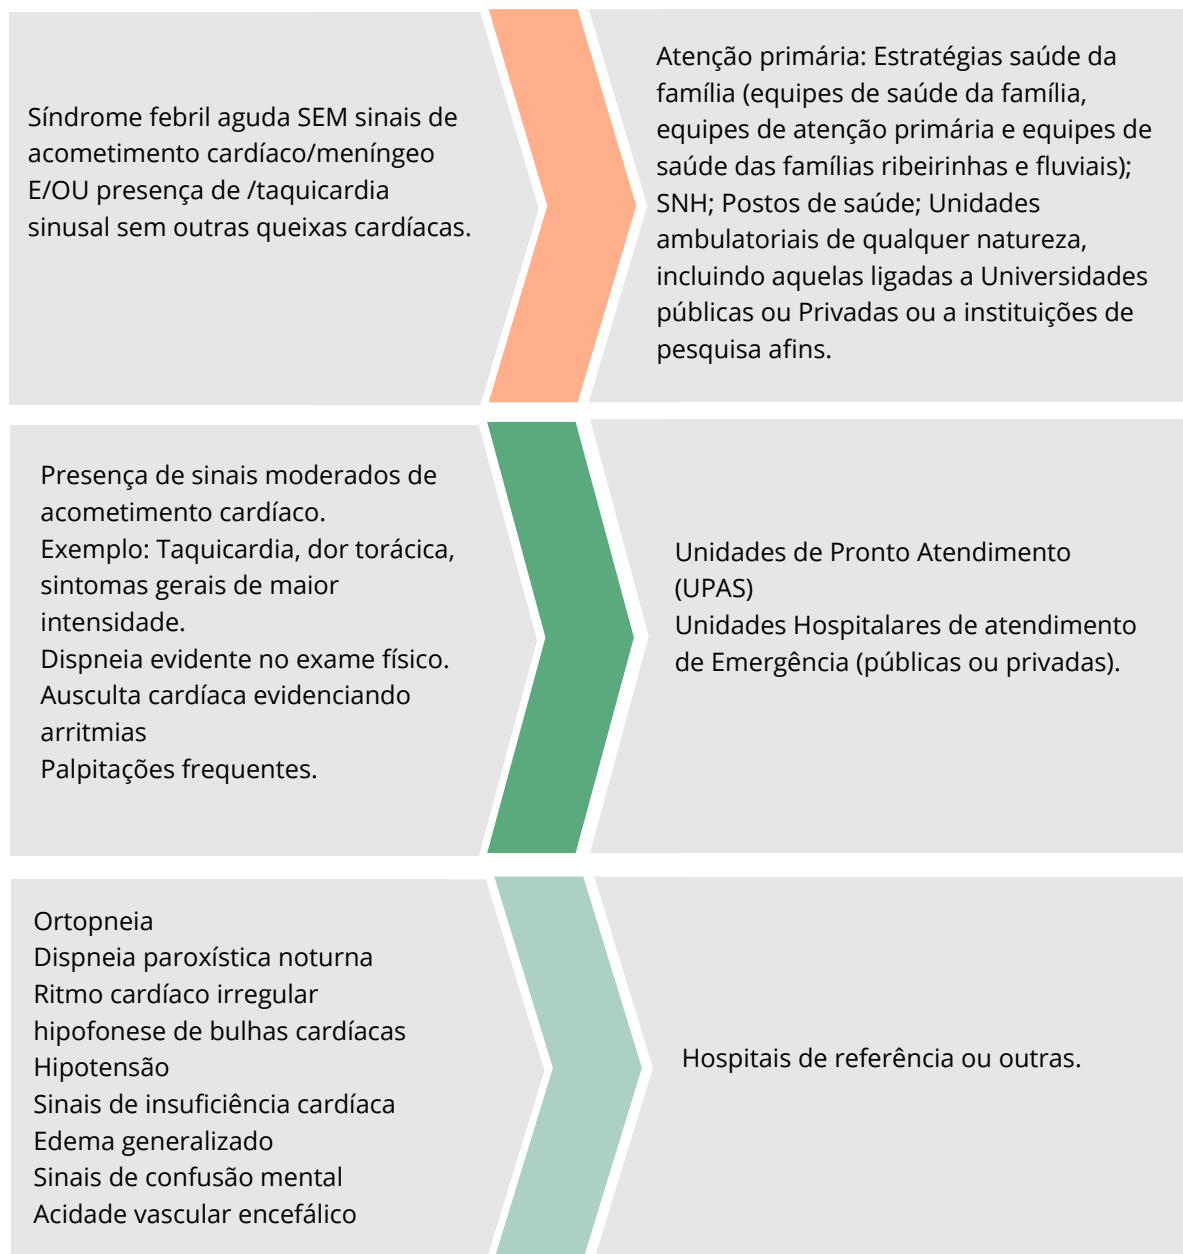 Síndrome febril aguda SEM sinais de
acometimento cardíaco/meníngeo
E/OU presença de /taquicardia
sinusal sem outras queixas cardíacas.
Atenção primária: Estratégias saúde da
família (equipes de saúde da família,
equipes de atenção primária e equipes de
saúde das famílias ribeirinhas e fluviais);
SNH; Postos de saúde; Unidades
ambulatoriais de qualquer natureza,
incluindo aquelas ligadas a Universidades
públicas ou Privadas ou a instituições de
pesquisa afins.
Presença de sinais moderados de
acometimento cardíaco.
Exemplo: Taquicardia, dor torácica,
sintomas gerais de maior
intensidade.
Dispneia evidente no exame físico.
Ausculta cardíaca evidenciando
arritmias
Palpitações frequentes.
Unidades de Pronto Atendimento
(UPAS)
Unidades Hospitalares de atendimento
de Emergência (públicas ou privadas).
Ortopneia
Dispneia paroxística noturna
Ritmo cardíaco irregular
hipofonese de bulhas cardíacas
Hipotensão
Sinais de insuficiência cardíaca
Edema generalizado
Sinais de confusão mental
Acidade vascular encefálico
Hospitais de referência ou outras.